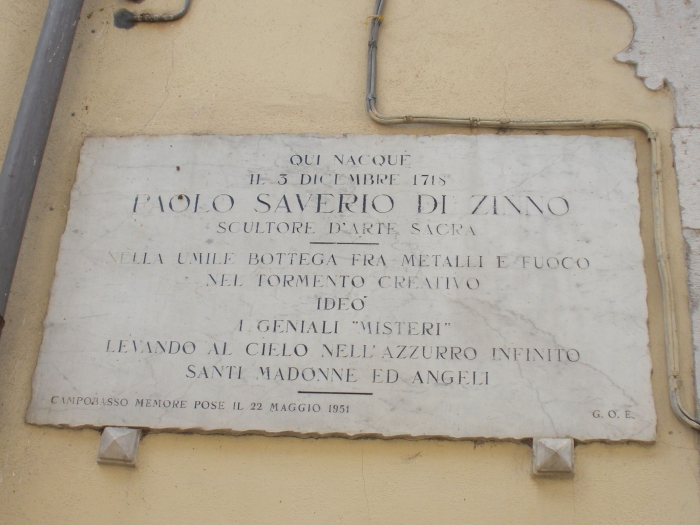 QUI NACQUE
IL 3 DICEMBRE 1718
PAOLO SAVERIO DI ZINNO
SCULTORE D'ARTE SACRA
NELLA UMILE BOTTEGA FRA METALLI E FUOCO
NEL TORMENTO CREATIVO
IDEO'
I GENIALI "MISTERI"
LEVANDO AL CIELO NELL'AZZURRO INFINITO
SANTI MADONNE ED ANGELI
CAMPOBASSO MEMORE POSE IL 22 MAGGIO 1951
G. O. E.